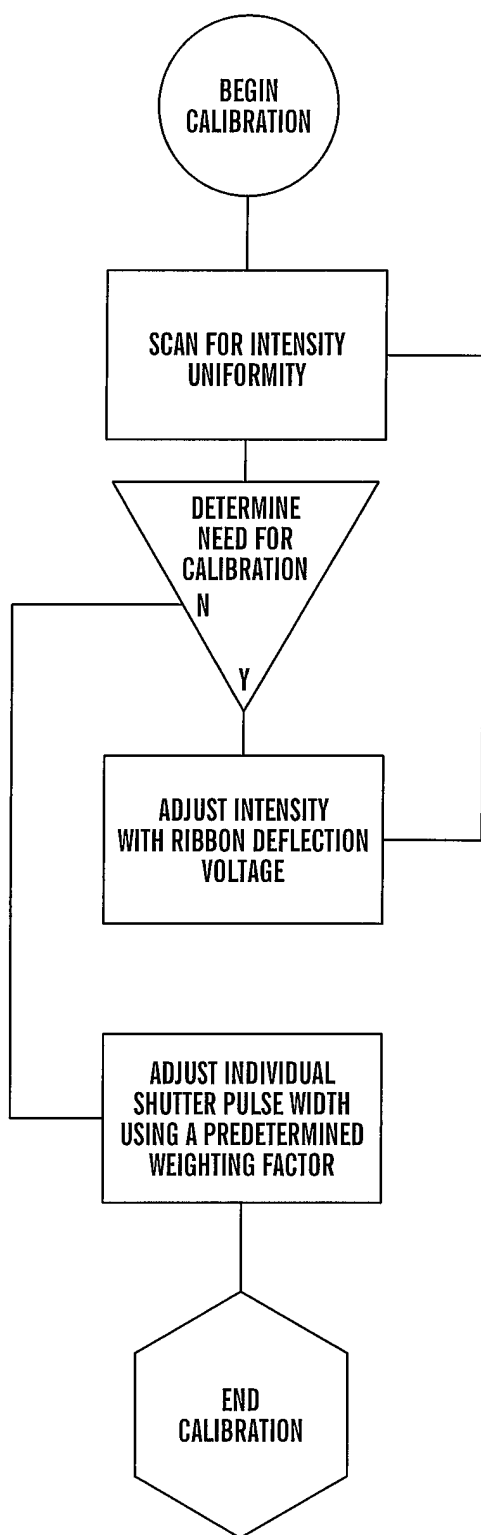 BEGIN
CALIBRATION
SCAN FOR INTENSITY
UNIFORMITY
DETERMINE
NEED FOR
CALIBRATION
N
Y
ADJUST INTENSITY
WITH RIBBON DEFLECTION
VOLTAGE
ADJUST INDIVIDUAL
SHUTTER PULSE WIDTH
USING A PREDETERMINED
WEIGHTING FACTOR
END
CALIBRATION